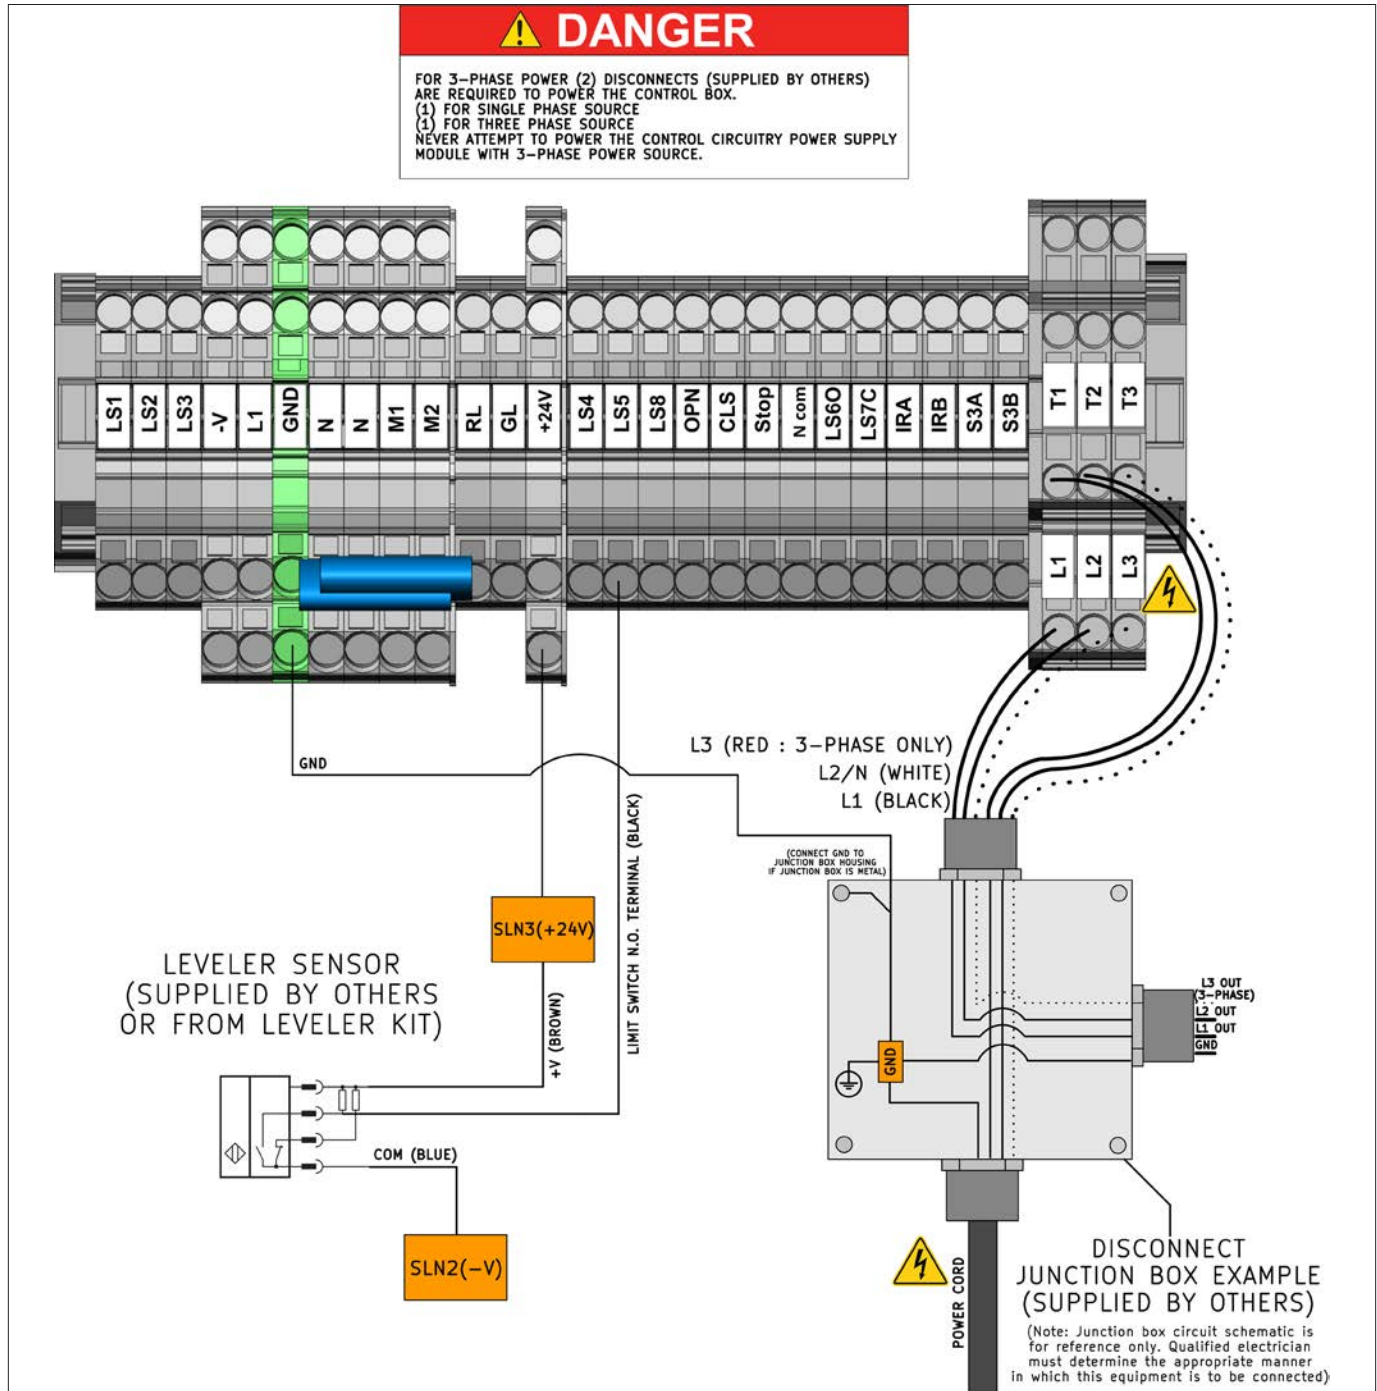 DANGER
FOR 3-PHASE POWER (2) DISCONNECTS (SUPPLIED BY OTHERS)
ARE REQUIRED TO POWER THE CONTROL BOX.
(1) FOR SINGLE PHASE SOURCE
(1) FOR THREE PHASE SOURCE
NEVER ATTEMPT TO POWER THE CONTROL CIRCUITRY POWER SUPPLY
MODULE WITH 3-PHASE POWER SOURCE.
LS1
LS2
LS3
-V
L1
GND
N
N
M1
M2
RL
GL
+24V
LS4
LS5
LS8
OPN
CLS
Stop
N com
LS6O
LS7C
IRA
IRB
S3A
S3B
T1
T2
T3
L1
L2
L3
GND
L3 (RED : 3-PHASE ONLY)
L2/N (WHITE)
L1 (BLACK)
LIMIT SWITCH N.O. TERMINAL (BLACK)
(CONNECT GND TO
JUNCTION BOX HOUSING
IF JUNCTION BOX IS METAL)
SLN3(+24V)
LEVELER SENSOR
(SUPPLIED BY OTHERS
OR FROM LEVELER KIT)
+V (BROWN)
L3 OUT
(3-PHASE)
L2 OUT
L1 OUT
GND
GND
COM (BLUE)
SLN2(-V)
POWER CORD
DISCONNECT
JUNCTION BOX EXAMPLE
(SUPPLIED BY OTHERS)
(Note: Junction box circuit schematic is
for reference only. Qualified electrician
must determine the appropriate manner
in which this equipment is to be connected)